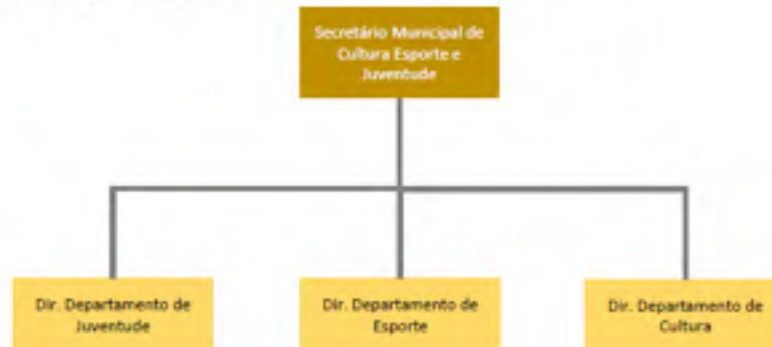 Secretário Municipal de
Cultura Esporte e
Juventude
Dir. Departamento de
Juventude
Dir. Departamento de
Esporte
Dir. Departamento de
Cultura